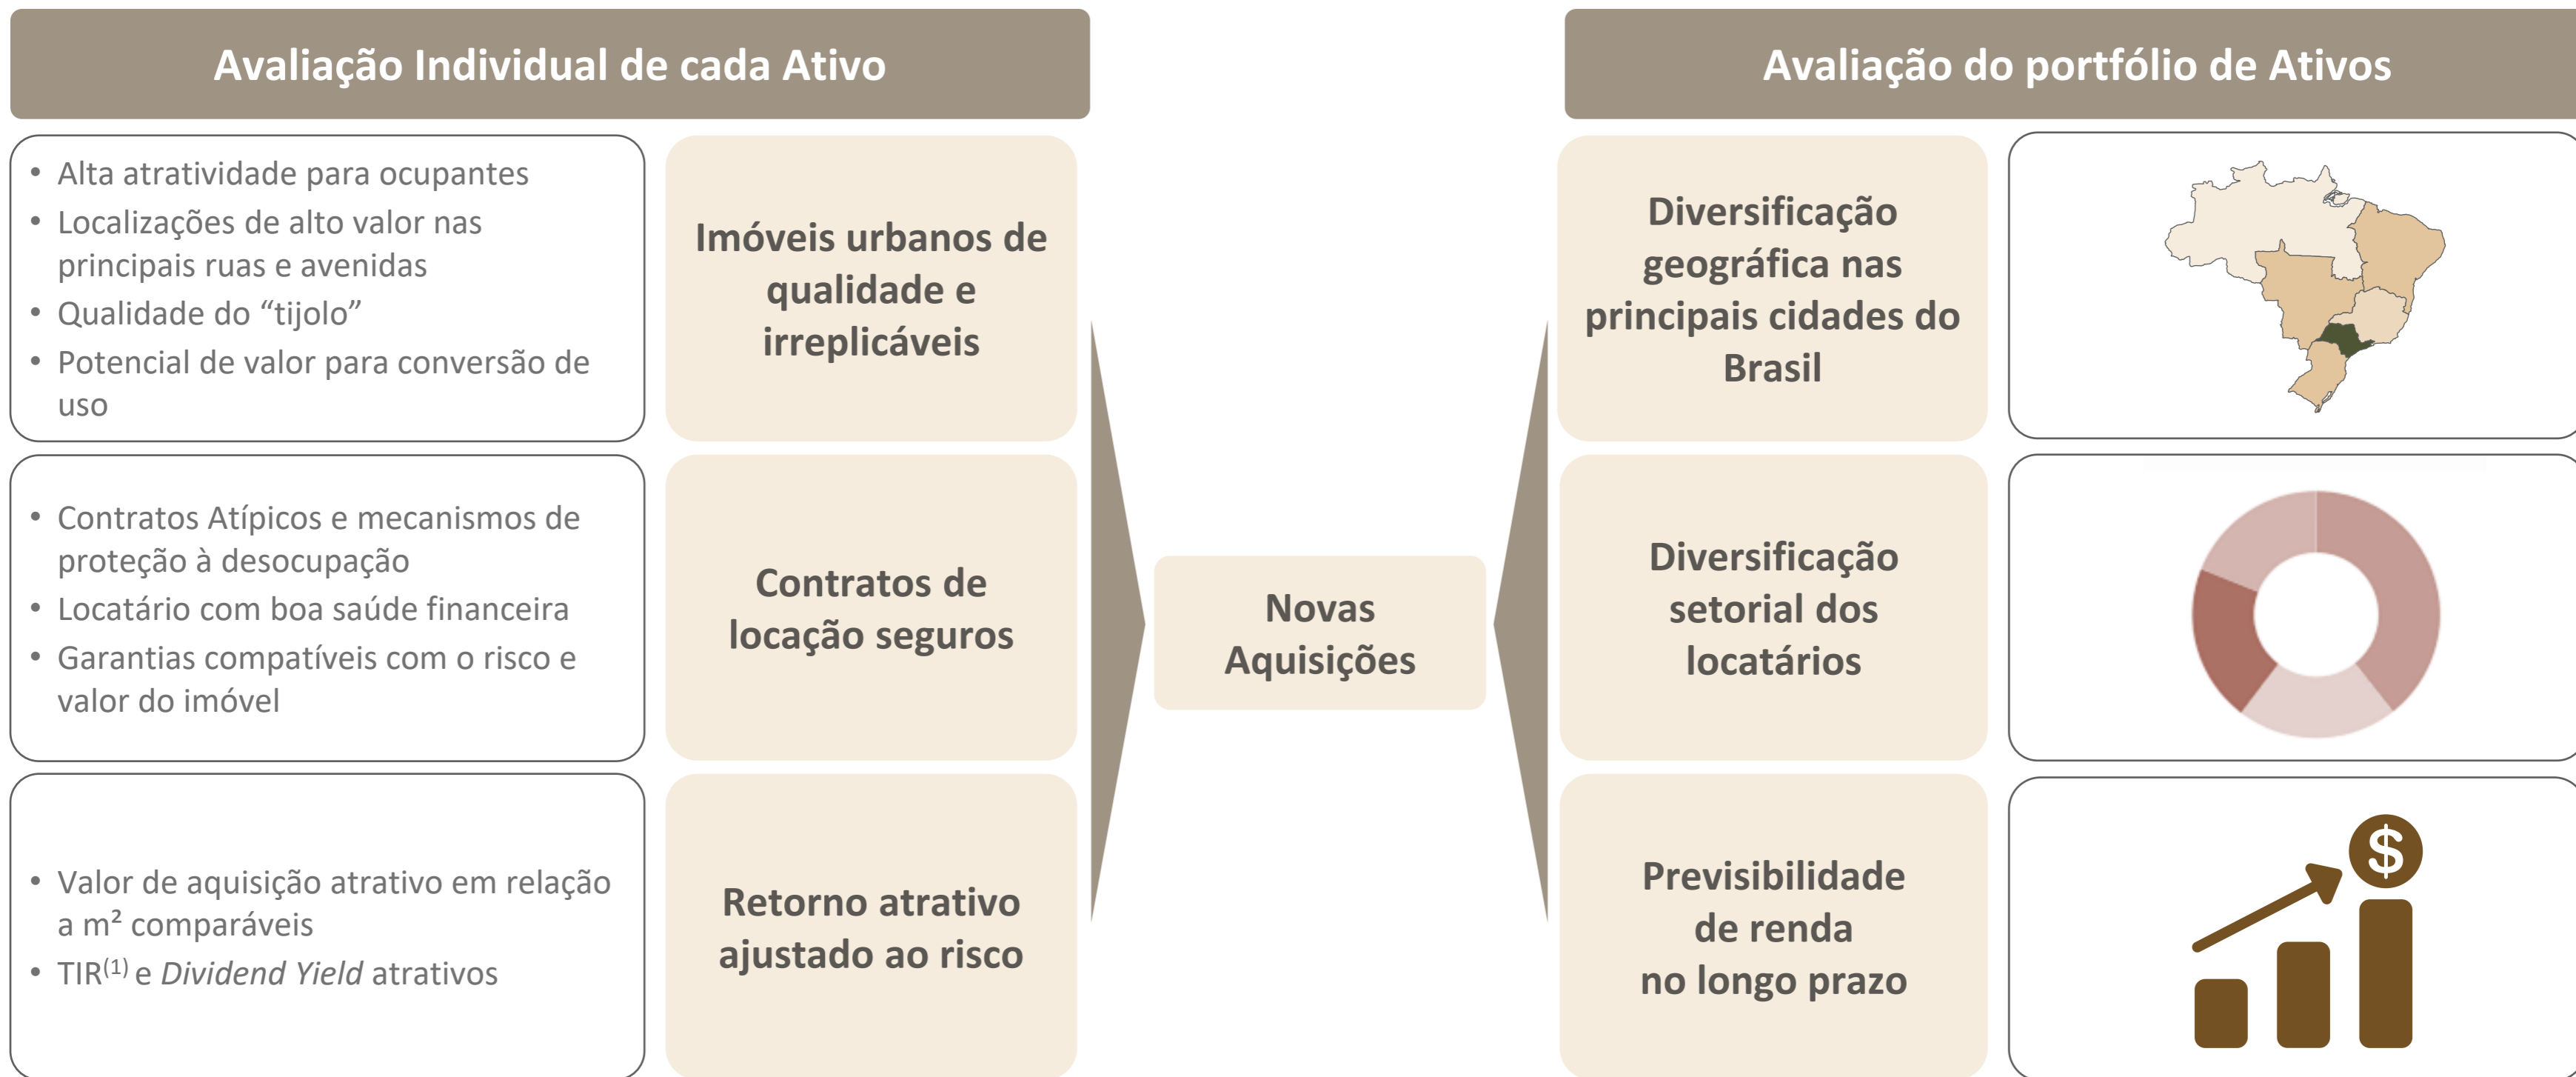 Avaliação Individual de cada Ativo
• Alta atratividade para ocupantes
• Localizações de alto valor nas
principais ruas e avenidas
• Qualidade do “tijolo”
• Potencial de valor para conversão de
uso
Imóveis urbanos de
qualidade e
irreplicáveis
• Contratos Atípicos e mecanismos de
proteção à desocupação
• Locatário com boa saúde financeira
• Garantias compatíveis com o risco e
valor do imóvel
Contratos de
locação seguros
• Valor de aquisição atrativo em relação
a m² comparáveis
• TIR⁽¹⁾ e Dividend Yield atrativos
Retorno atrativo
ajustado ao risco
Novas
Aquisições
Avaliação do portfólio de Ativos
Diversificação
geográfica nas
principais cidades do
Brasil
Diversificação
setorial dos
locatários
Previsibilidade
de renda
no longo prazo
$